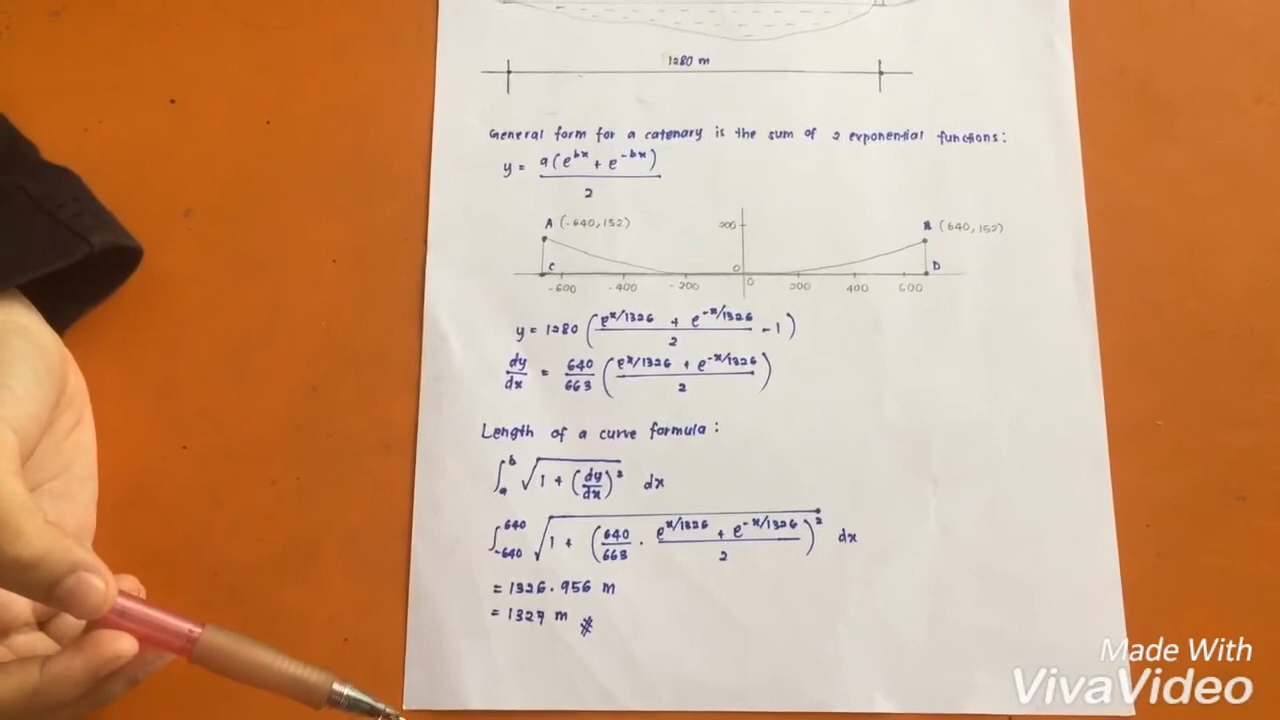 1280 m
General form for a catenary is the sum of 2 exponential functions:
y = a(e^bx + e^-bx) / 2
A (-640,152) 200 B (640,152)
C 0 D
-600 -400 -200 0 200 400 600
y = 1280 ( (e^x/1326 + e^-x/1326) / 2 - 1 )
dy/dx = 640/663 ( (e^x/1326 + e^-x/1326) / 2 )
Length of a curve formula:
∫_a^b √(1 + (dy/dx)^2) dx
∫_-640^640 √(1 + (640/663 · (e^x/1326 + e^-x/1326) / 2)^2) dx
= 1326.956 m
= 1327 m #
Made With
VivaVideo